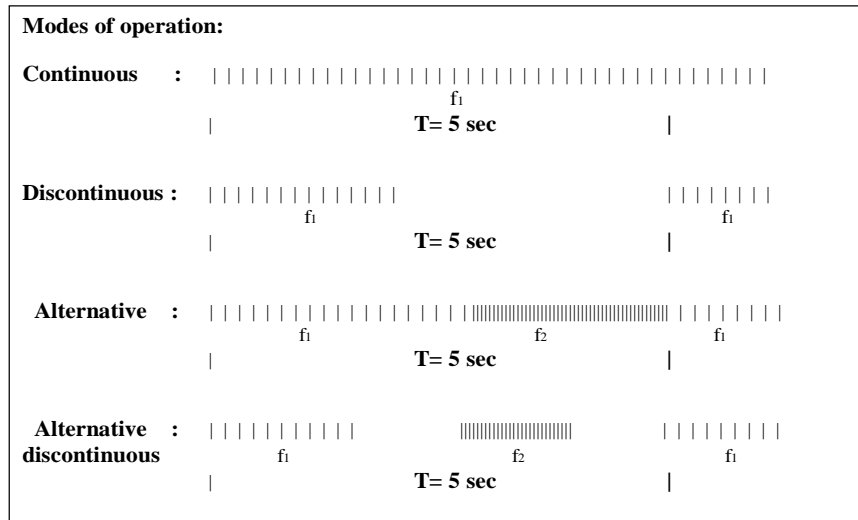 Modes of operation:
Continuous :
f1
T= 5 sec
Discontinuous :
f1 f1
T= 5 sec
Alternative :
f1 f2 f1
T= 5 sec
Alternative :
discontinuous
f1 f2 f1
T= 5 sec